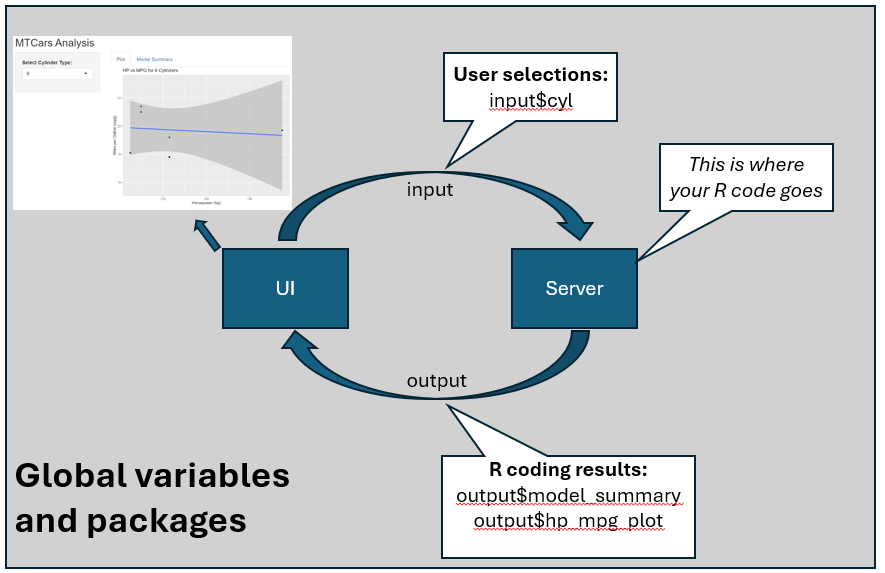 MTCars Analysis
Select Cylinder Type:
6
Plot
Model Summary
HP vs MPG for 6 Cylinders
Miles per Gallon (mpg)
Horsepower (hp)
User selections:
input$cyl
This is where
your R code goes
input
UI
Server
output
R coding results:
output$model_summary
output$hp_mpg_plot
Global variables
and packages